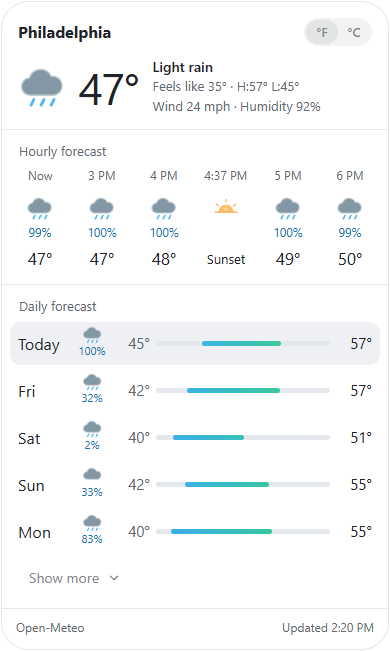 Philadelphia °F °C
47°
Light rain
Feels like 35° · H:57° L:45°
Wind 24 mph · Humidity 92%
Hourly forecast
Now 3 PM 4 PM 4:37 PM 5 PM 6 PM
99% 100% 100% 100% 99%
47° 47° 48° Sunset 49° 50°
Daily forecast
Today 100% 45° 57°
Fri 32% 42° 57°
Sat 2% 40° 51°
Sun 33% 42° 55°
Mon 83% 40° 55°
Show more
Open-Meteo Updated 2:20 PM